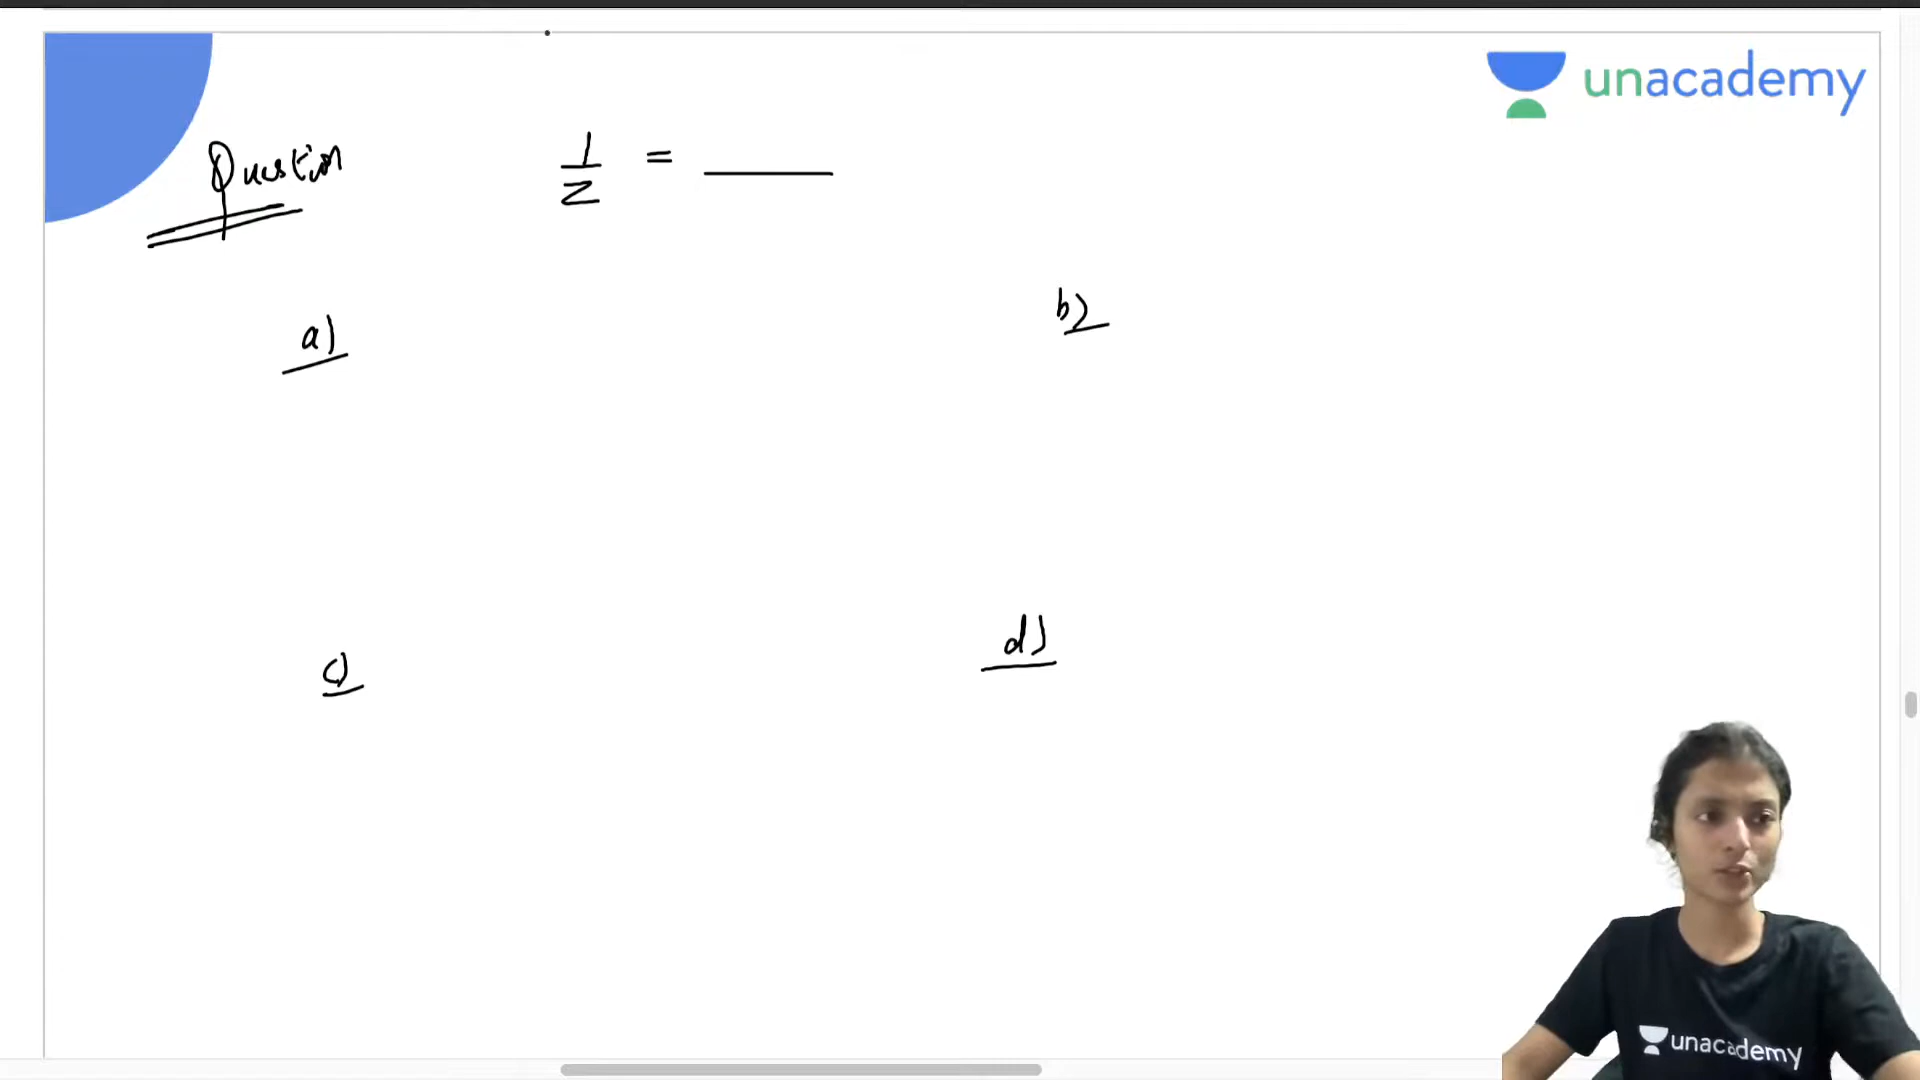 unacademy
Question 1/z = ______
a)
b)
c)
d)
unacademy